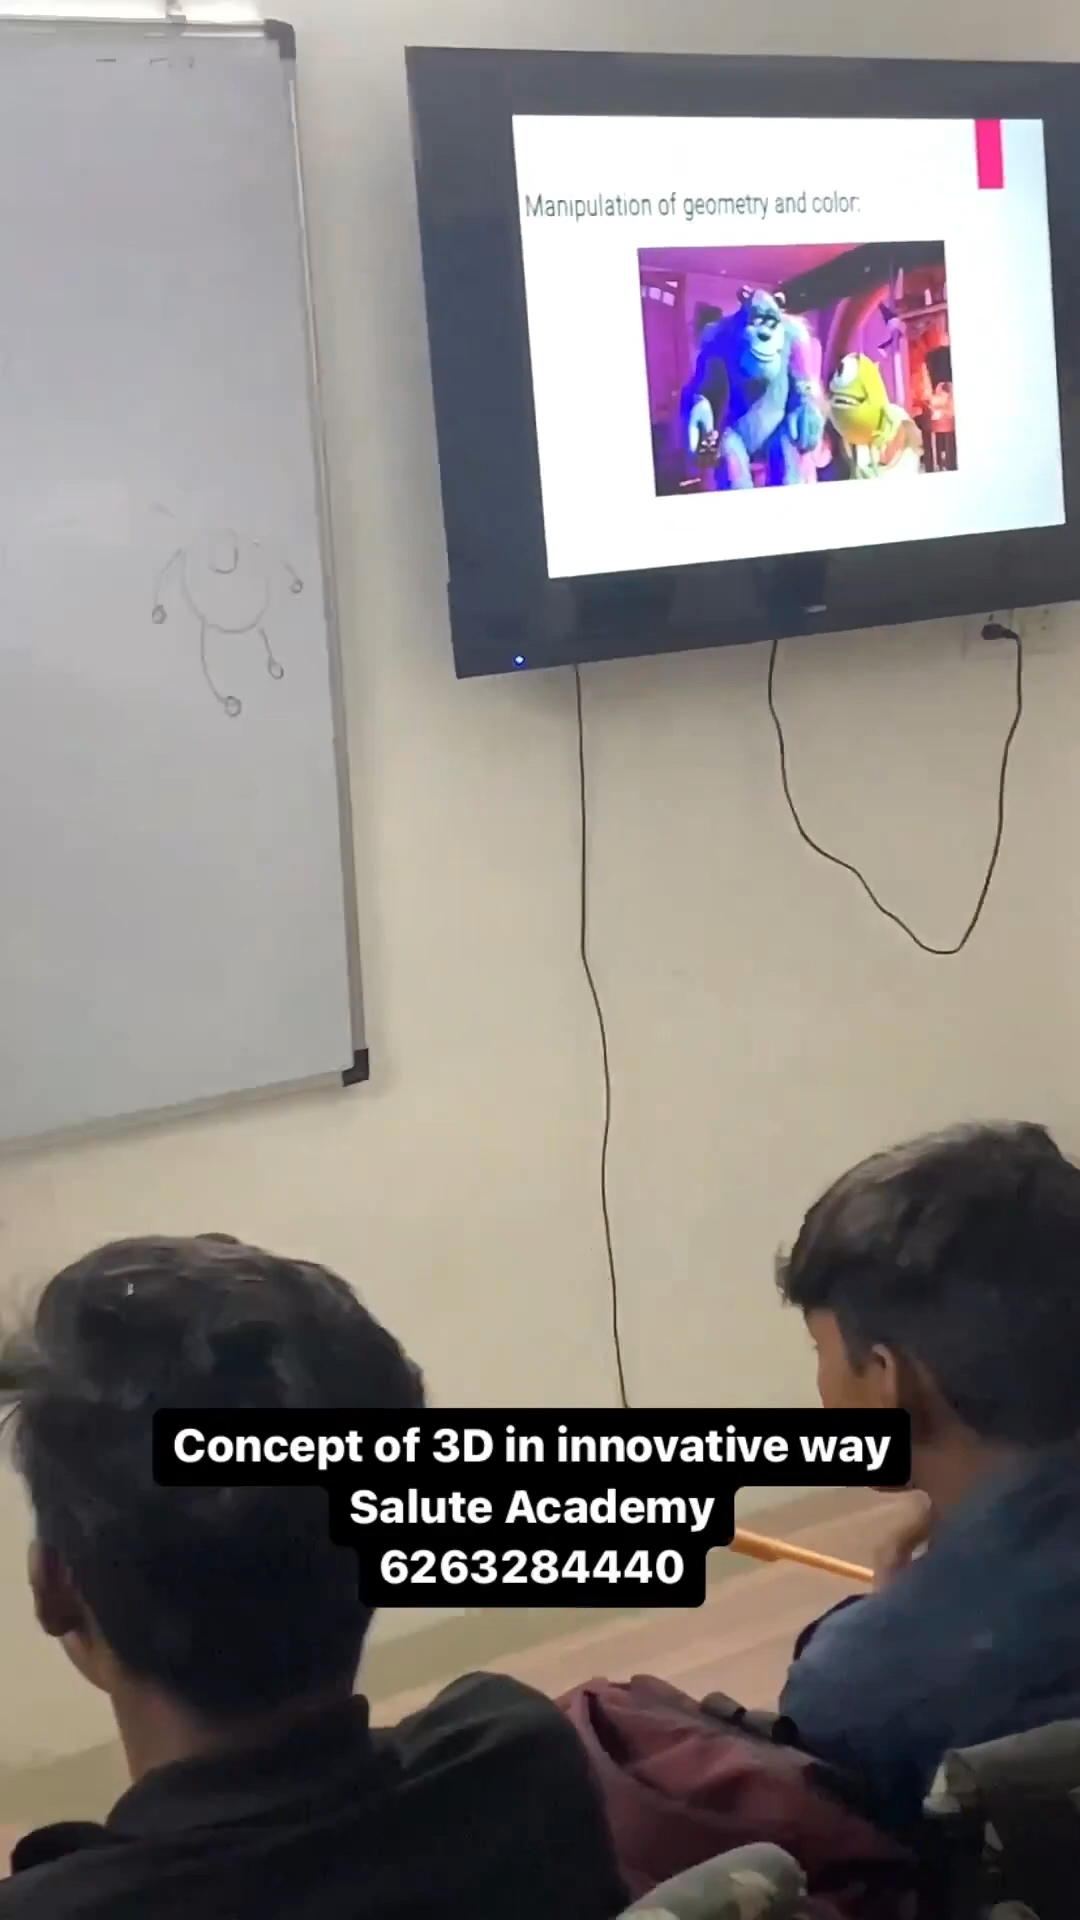 Manipulation of geometry and color:
Concept of 3D in innovative way
Salute Academy
6263284440